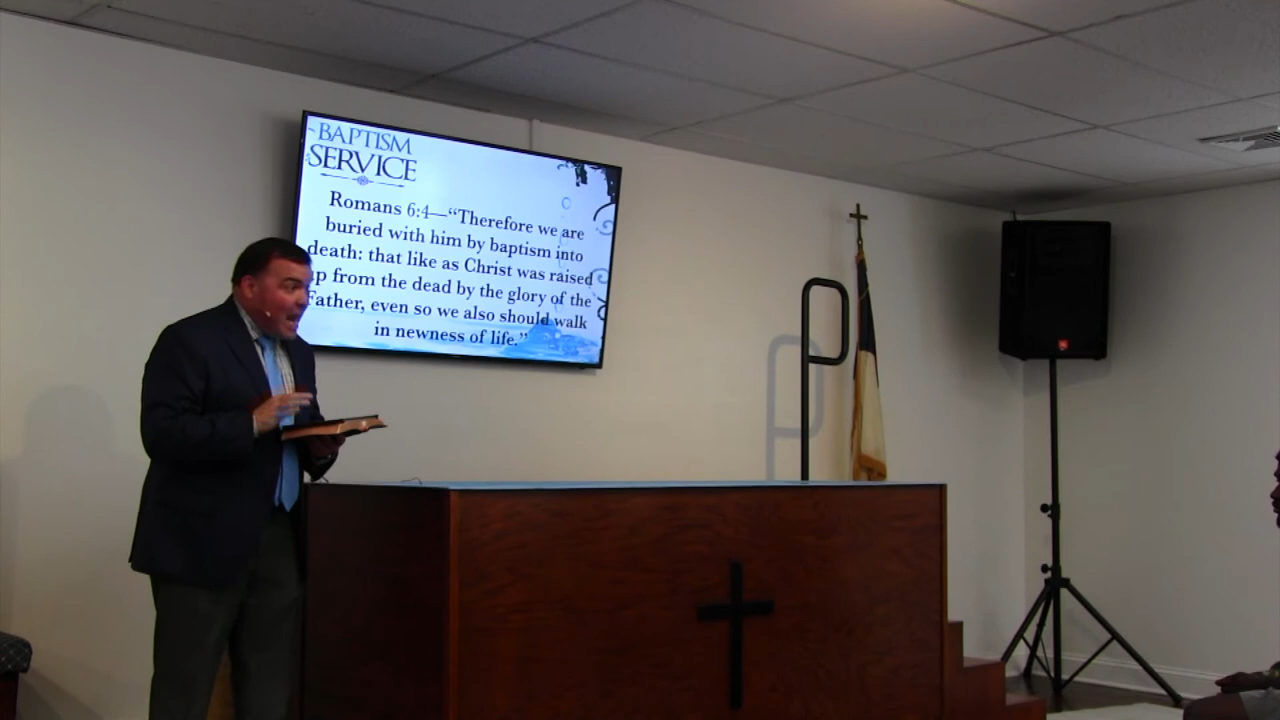 BAPTISM
SERVICE
Romans 6:4—“Therefore we are
buried with him by baptism into
death: that like as Christ was raised
up from the dead by the glory of the
Father, even so we also should walk
in newness of life.”